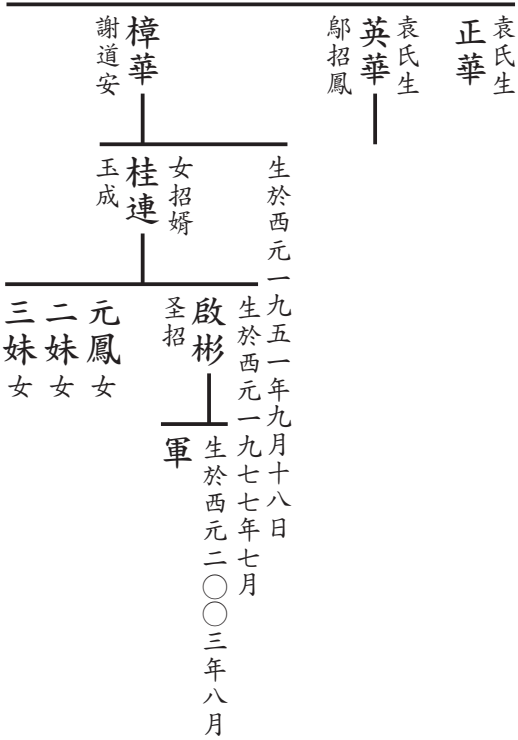 袁氏生
正華
袁氏生
英華
鄔招鳳
樟華
謝道安
生於西元一九五一年九月十八日
女招婿
桂連
玉成
生於西元一九七七年七月
啟彬
圣招
元鳳女
二妹女
三妹女
生於西元二〇〇三年八月
軍